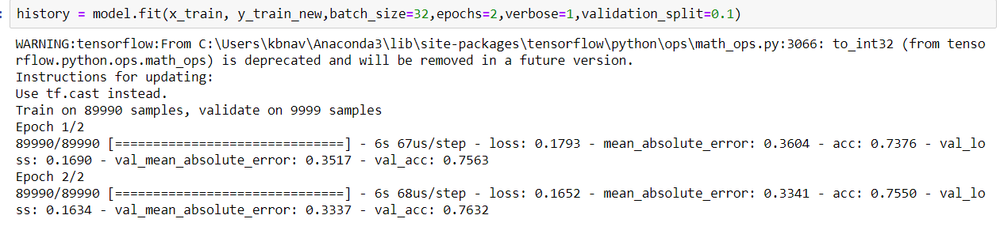 : history = model.fit(x_train, y_train_new,batch_size=32,epochs=2,verbose=1,validation_split=0.1)
WARNING:tensorflow:From C:\Users\kbnav\Anaconda3\lib\site-packages\tensorflow\python\ops\math_ops.py:3066: to_int32 (from tenso
rflow.python.ops.math_ops) is deprecated and will be removed in a future version.
Instructions for updating:
Use tf.cast instead.
Train on 89990 samples, validate on 9999 samples
Epoch 1/2
89990/89990 [==============================] - 6s 67us/step - loss: 0.1793 - mean_absolute_error: 0.3604 - acc: 0.7376 - val_lo
ss: 0.1690 - val_mean_absolute_error: 0.3517 - val_acc: 0.7563
Epoch 2/2
89990/89990 [==============================] - 6s 68us/step - loss: 0.1652 - mean_absolute_error: 0.3341 - acc: 0.7550 - val_lo
ss: 0.1634 - val_mean_absolute_error: 0.3337 - val_acc: 0.7632